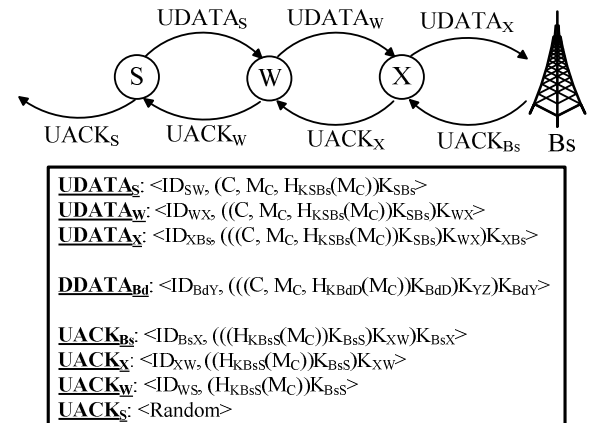 UDATAS UDATAW UDATAX
S W X
UACKS UACKW UACKX UACKBs Bs
UDATAS: <IDSW, (C, MC, HKSBs(MC))KSBs>
UDATAW: <IDWX, ((C, MC, HKSBs(MC))KSBs)KWX>
UDATAX: <IDXBs, (((C, MC, HKSBs(MC))KSBs)KWX)KXBs>
DDATABd: <IDBdY, (((C, MC, HKBdD(MC))KBdD)KYZ)KBdY>
UACKBs: <IDBsX, (((HKBsS(MC))KBsS)KXW)KBsX>
UACKX: <IDXW, ((HKBsS(MC))KBsS)KXW>
UACKW: <IDWS, (HKBsS(MC))KBsS>
UACKS: <Random>